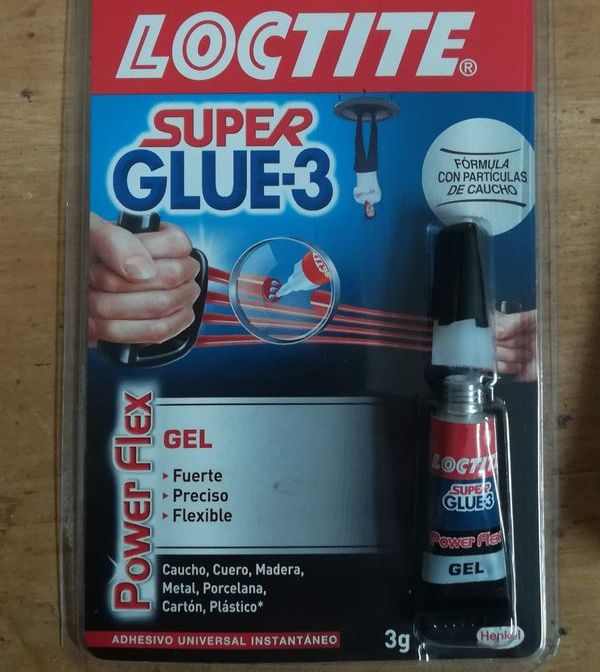 LOCTITE®
SUPER
GLUE-3
FÓRMULA
CON PARTÍCULAS
DE CAUCHO
Power Flex
GEL
Fuerte
Preciso
Flexible
Caucho, Cuero, Madera,
Metal, Porcelana,
Cartón, Plástico*
ADHESIVO UNIVERSAL INSTANTÁNEO
3g
LOCTITE
SUPER
GLUE-3
Power Flex
GEL
Henkel